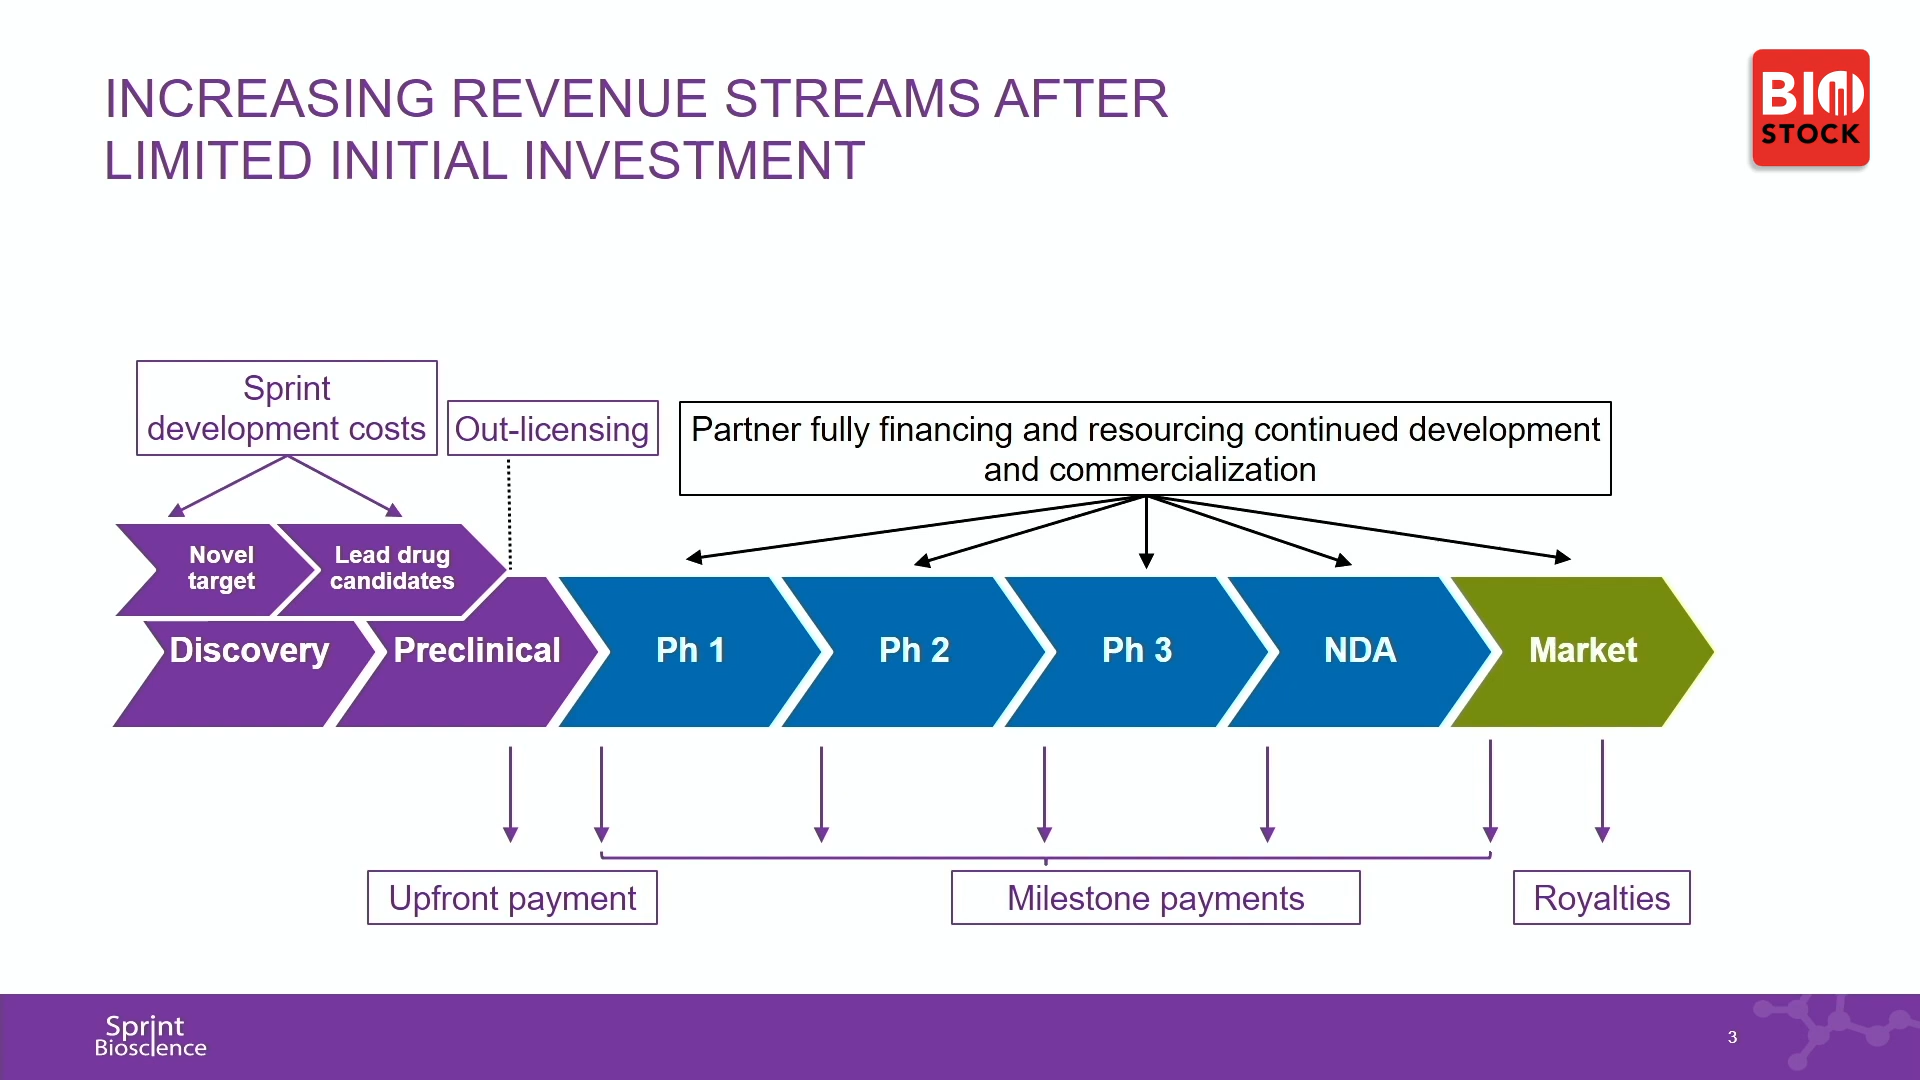 INCREASING REVENUE STREAMS AFTER
LIMITED INITIAL INVESTMENT
BIO
STOCK
Sprint
development costs
Out-licensing
Partner fully financing and resourcing continued development
and commercialization
Novel
target
Lead drug
candidates
Discovery
Preclinical
Ph 1
Ph 2
Ph 3
NDA
Market
Upfront payment
Milestone payments
Royalties
Sprint
Bioscience
3